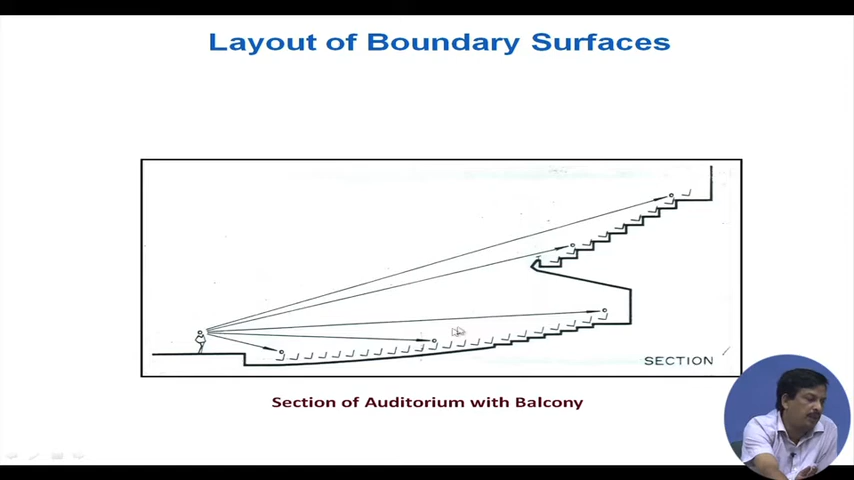 Layout of Boundary Surfaces
SECTION
Section of Auditorium with Balcony